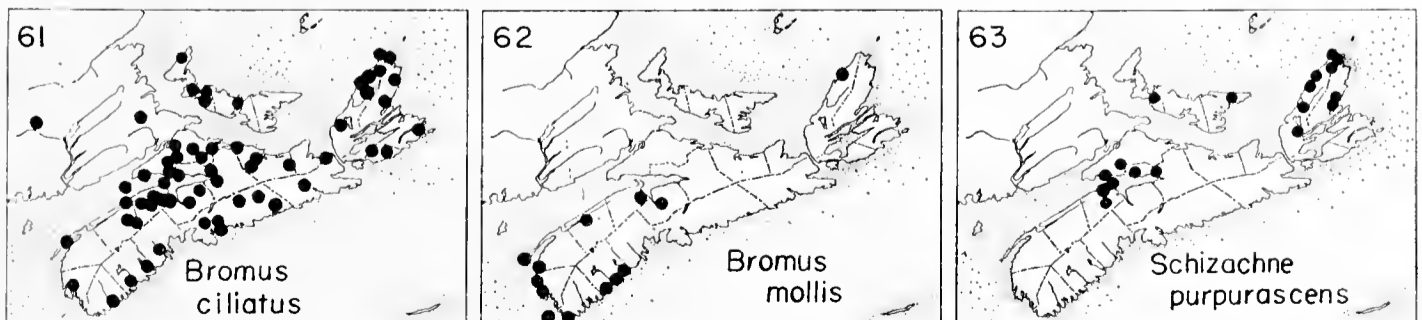 61
Bromus
ciliatus
62
Bromus
mollis
63
Schizachne
purpurascens